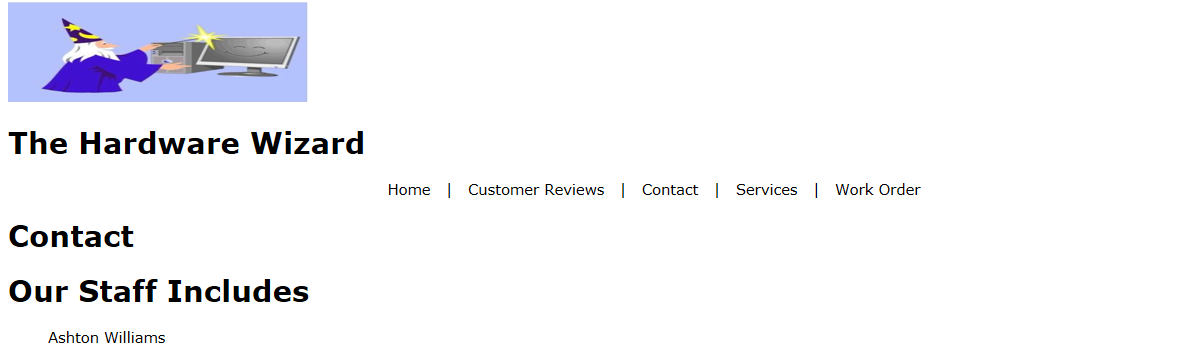 The Hardware Wizard
Home | Customer Reviews | Contact | Services | Work Order
Contact
Our Staff Includes
Ashton Williams